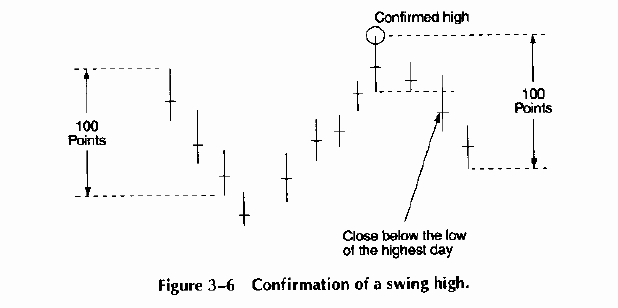 Confirmed high
100
Points
100
Points
Close below the low
of the highest day
Figure 3–6 Confirmation of a swing high.